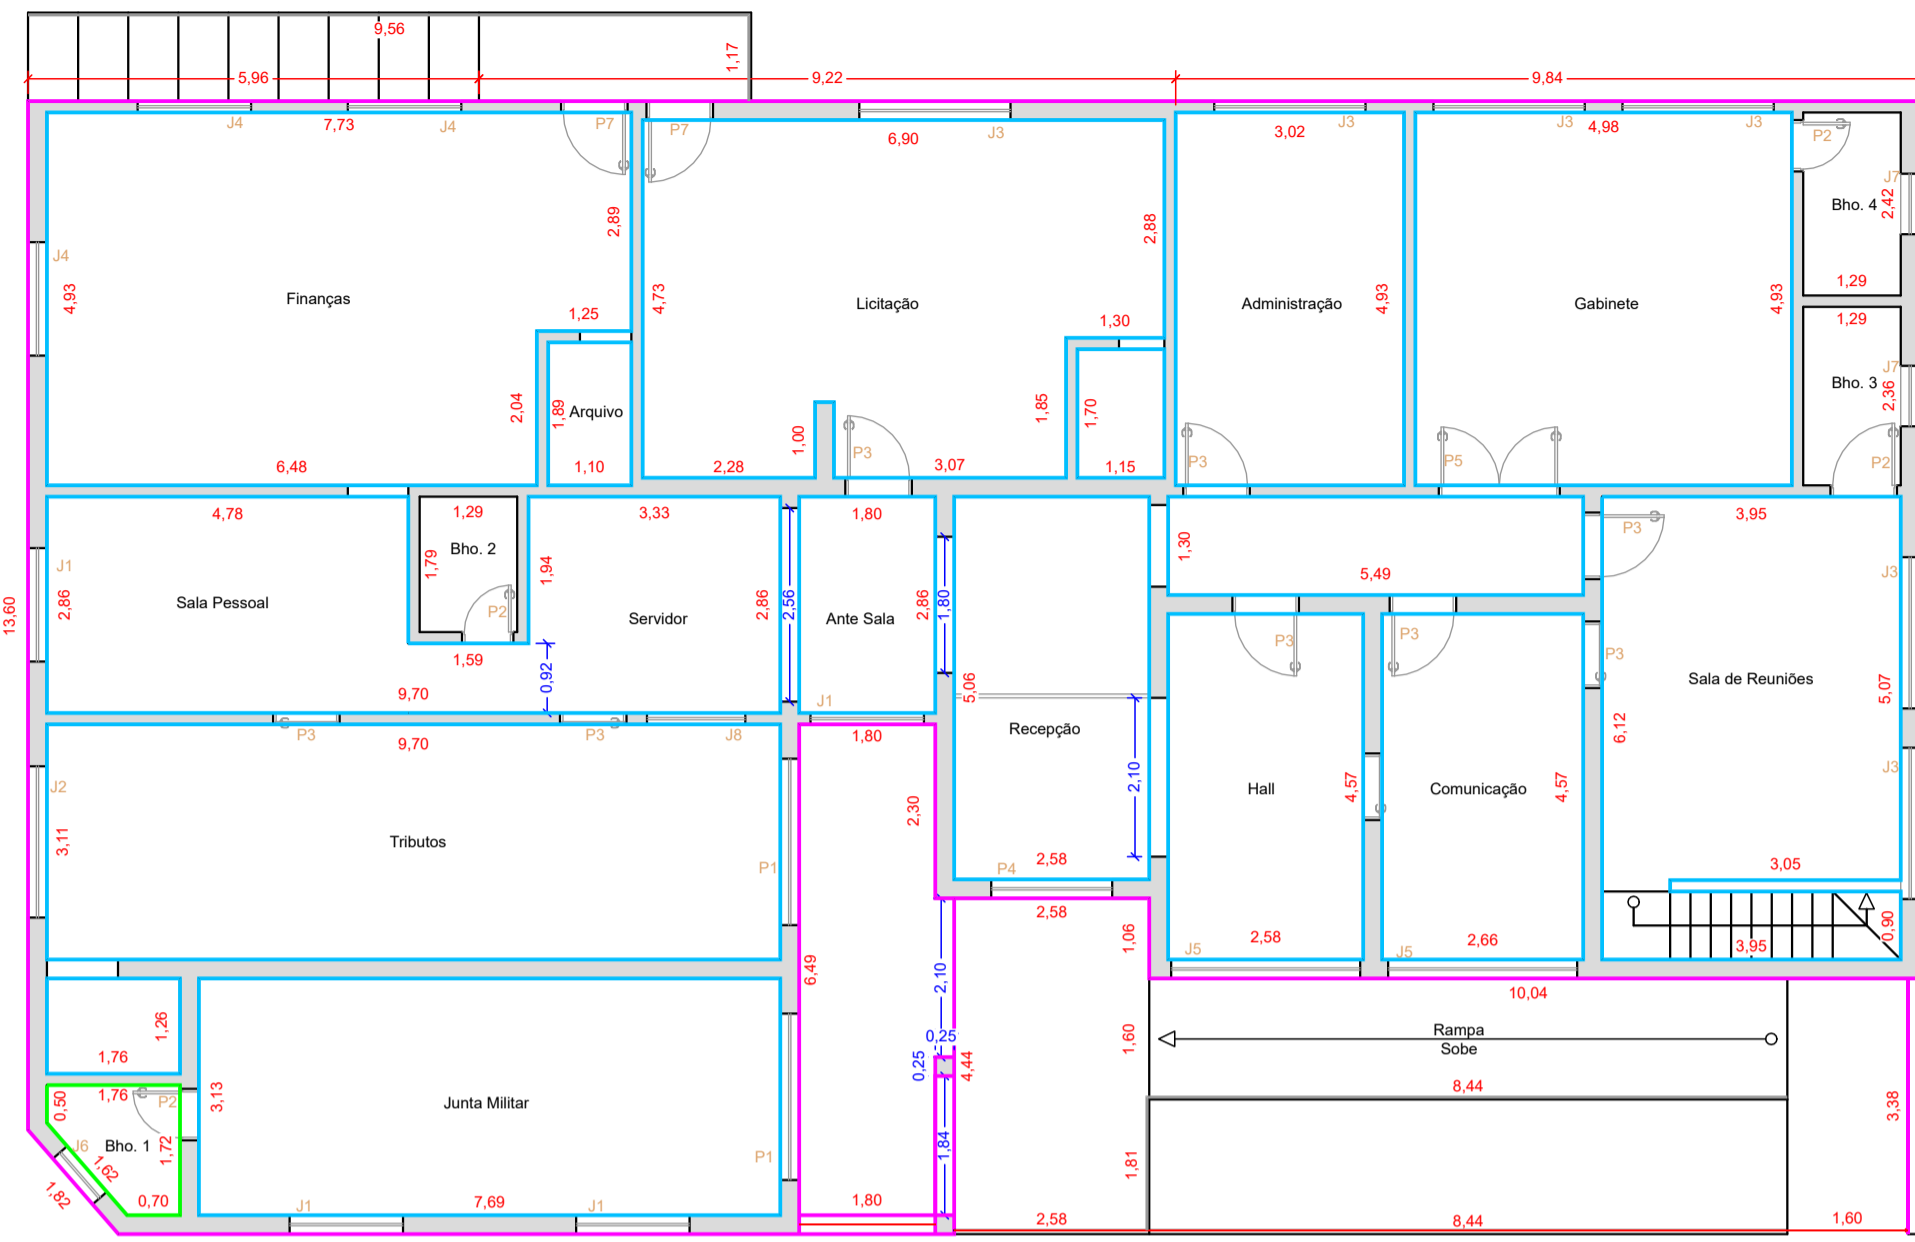 9,56
1,17
5,96
9,22
9,84
J4
7,73
J4
P7
P7
6,90
J3
3,02
J3
J3
4,98
J3
P2
J7
Bho. 4
2,42
2,89
2,88
J4
4,93
Finanças
4,73
Licitação
Administração
4,93
Gabinete
4,93
1,29
1,25
1,30
1,29
J7
Bho. 3
2,36
2,04
1,89
Arquivo
1,85
1,70
1,00
P3
P3
P5
P2
6,48
1,10
2,28
3,07
1,15
4,78
1,29
3,33
1,80
3,95
P3
Bho. 2
1,79
1,94
1,30
J1
5,49
J3
2,86
Sala Pessoal
P2
Servidor
2,86
2,56
Ante Sala
2,86
1,80
13,60
P3
P3
P3
1,59
0,92
Sala de Reuniões
5,06
5,07
9,70
J1
P3
P3
J8
9,70
1,80
Recepção
6,12
J2
2,10
J3
2,30
Hall
4,57
Comunicação
4,57
3,11
Tributos
P1
P4
2,58
3,05
2,58
1,06
J5
2,58
J5
2,66
3,95
0,90
6,49
2,10
10,04
1,26
1,76
0,25
0,25
4,44
1,60
Rampa
Sobe
8,44
0,50
1,76
P2
3,13
Junta Militar
3,38
J6
Bho. 1
1,72
1,62
1,82
0,70
P1
1,84
1,81
J1
7,69
J1
1,80
2,58
8,44
1,60